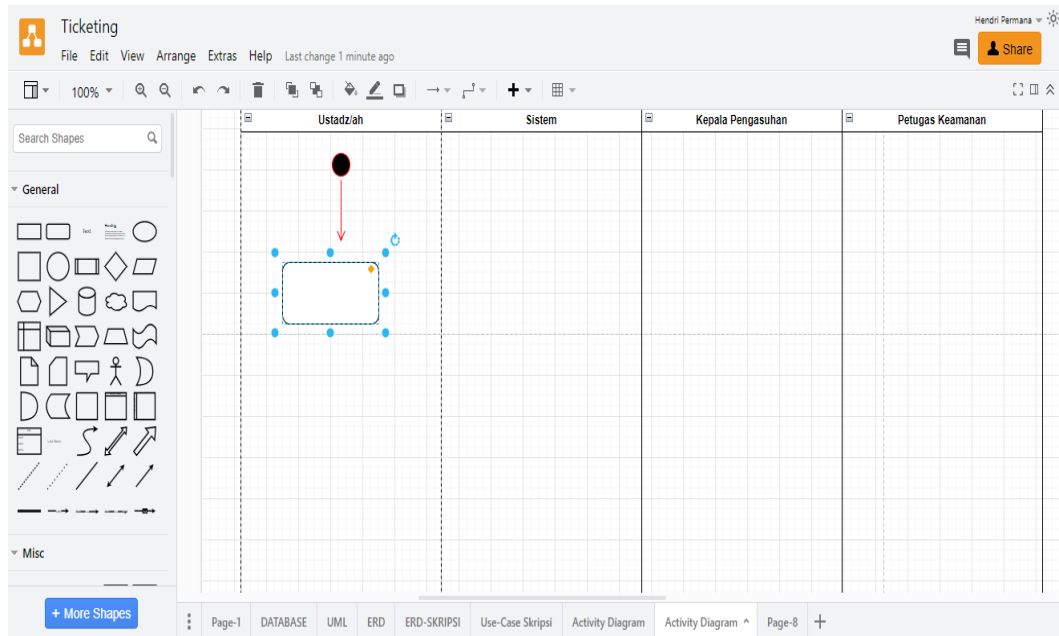 Ticketing
Hendri Permana
File Edit View Arrange Extras Help Last change 1 minute ago
Share
100%
Search Shapes
Ustadz/ah Sistem Kepala Pengasuhan Petugas Keamanan
General
Text
Misc
+ More Shapes
Page-1 DATABASE UML ERD ERD-SKRIPSI Use-Case Skripsi Activity Diagram Activity Diagram Page-8